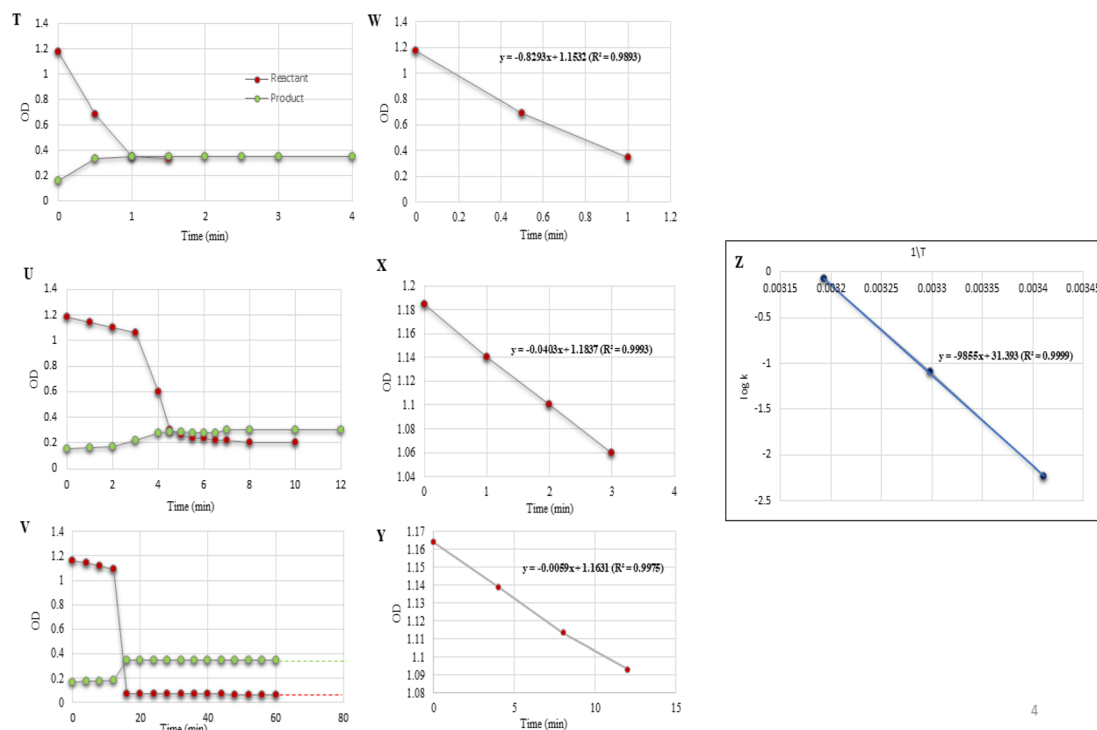 T
1.4
1.2
1
0.8
0.6
0.4
0.2
0
OD
Reactant
Product
0 1 2 3 4
Time (min)
W
1.4
1.2
1
0.8
0.6
0.4
0.2
0
OD
y = -0.8293x + 1.1532 (R² = 0.9893)
0 0.2 0.4 0.6 0.8 1 1.2
Time (min)
U
1.4
1.2
1
0.8
0.6
0.4
0.2
0
OD
0 2 4 6 8 10 12
Time (min)
X
1.2
1.18
1.16
1.14
1.12
1.1
1.08
1.06
1.04
OD
y = -0.0403x + 1.1837 (R² = 0.9993)
0 1 2 3 4
Time (min)
Z
1\T
0
-0.5
-1
-1.5
-2
-2.5
log k
0.00315 0.0032 0.00325 0.0033 0.00335 0.0034 0.00345
y = -9855x + 31.393 (R² = 0.9999)
V
1.4
1.2
1
0.8
0.6
0.4
0.2
0
OD
0 20 40 60 80
Time (min)
Y
1.17
1.16
1.15
1.14
1.13
1.12
1.11
1.1
1.09
1.08
OD
y = -0.0059x + 1.1631 (R² = 0.9975)
0 5 10 15
Time (min)
4